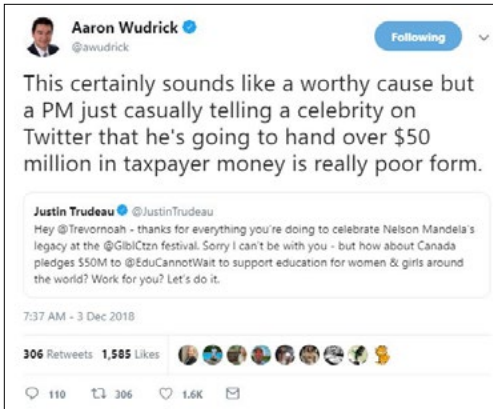 Aaron Wudrick
@awudrick
Following
This certainly sounds like a worthy cause but
a PM just casually telling a celebrity on
Twitter that he's going to hand over $50
million in taxpayer money is really poor form.
Justin Trudeau @JustinTrudeau
Hey @Trevornoah - thanks for everything you're doing to celebrate Nelson Mandela's
legacy at the @GlblCtzn festival. Sorry I can't be with you - but how about Canada
pledges $50M to @EduCannotWait to support education for women & girls around
the world? Work for you? Let's do it.
7:37 AM - 3 Dec 2018
306 Retweets 1,585 Likes
110 306 1.6K